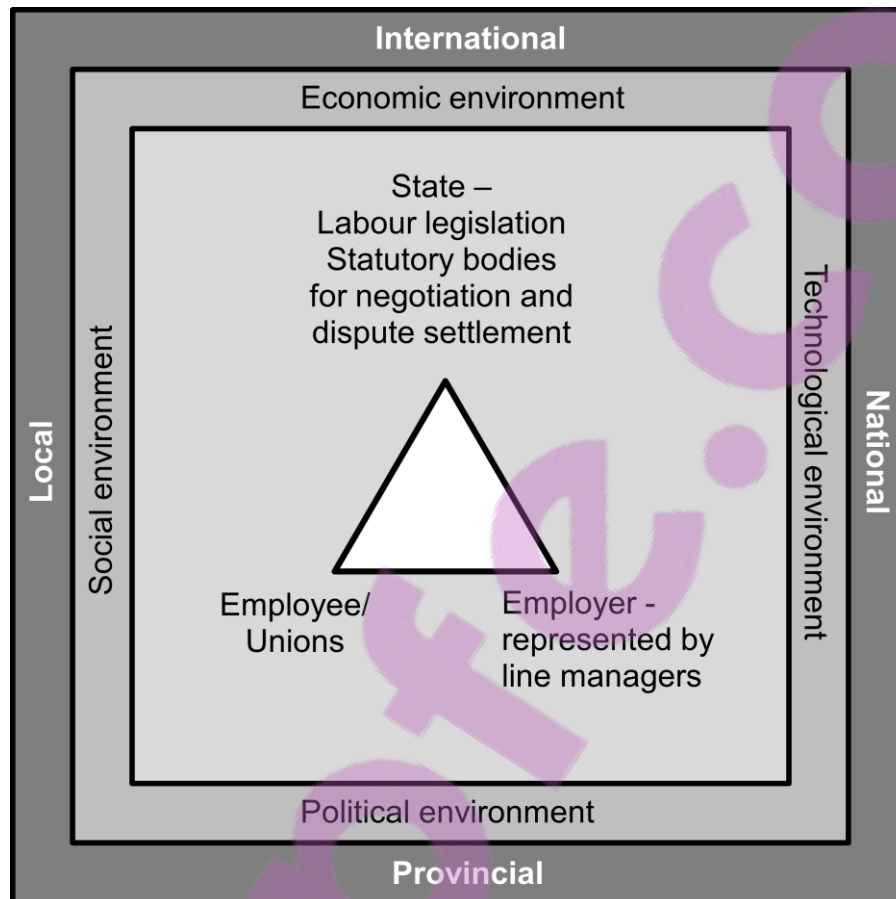 International
Economic environment
State –
Labour legislation
Statutory bodies
for negotiation and
dispute settlement
Local
Social environment
Technological environment
National
Employee/
Unions
Employer -
represented by
line managers
Political environment
Provincial